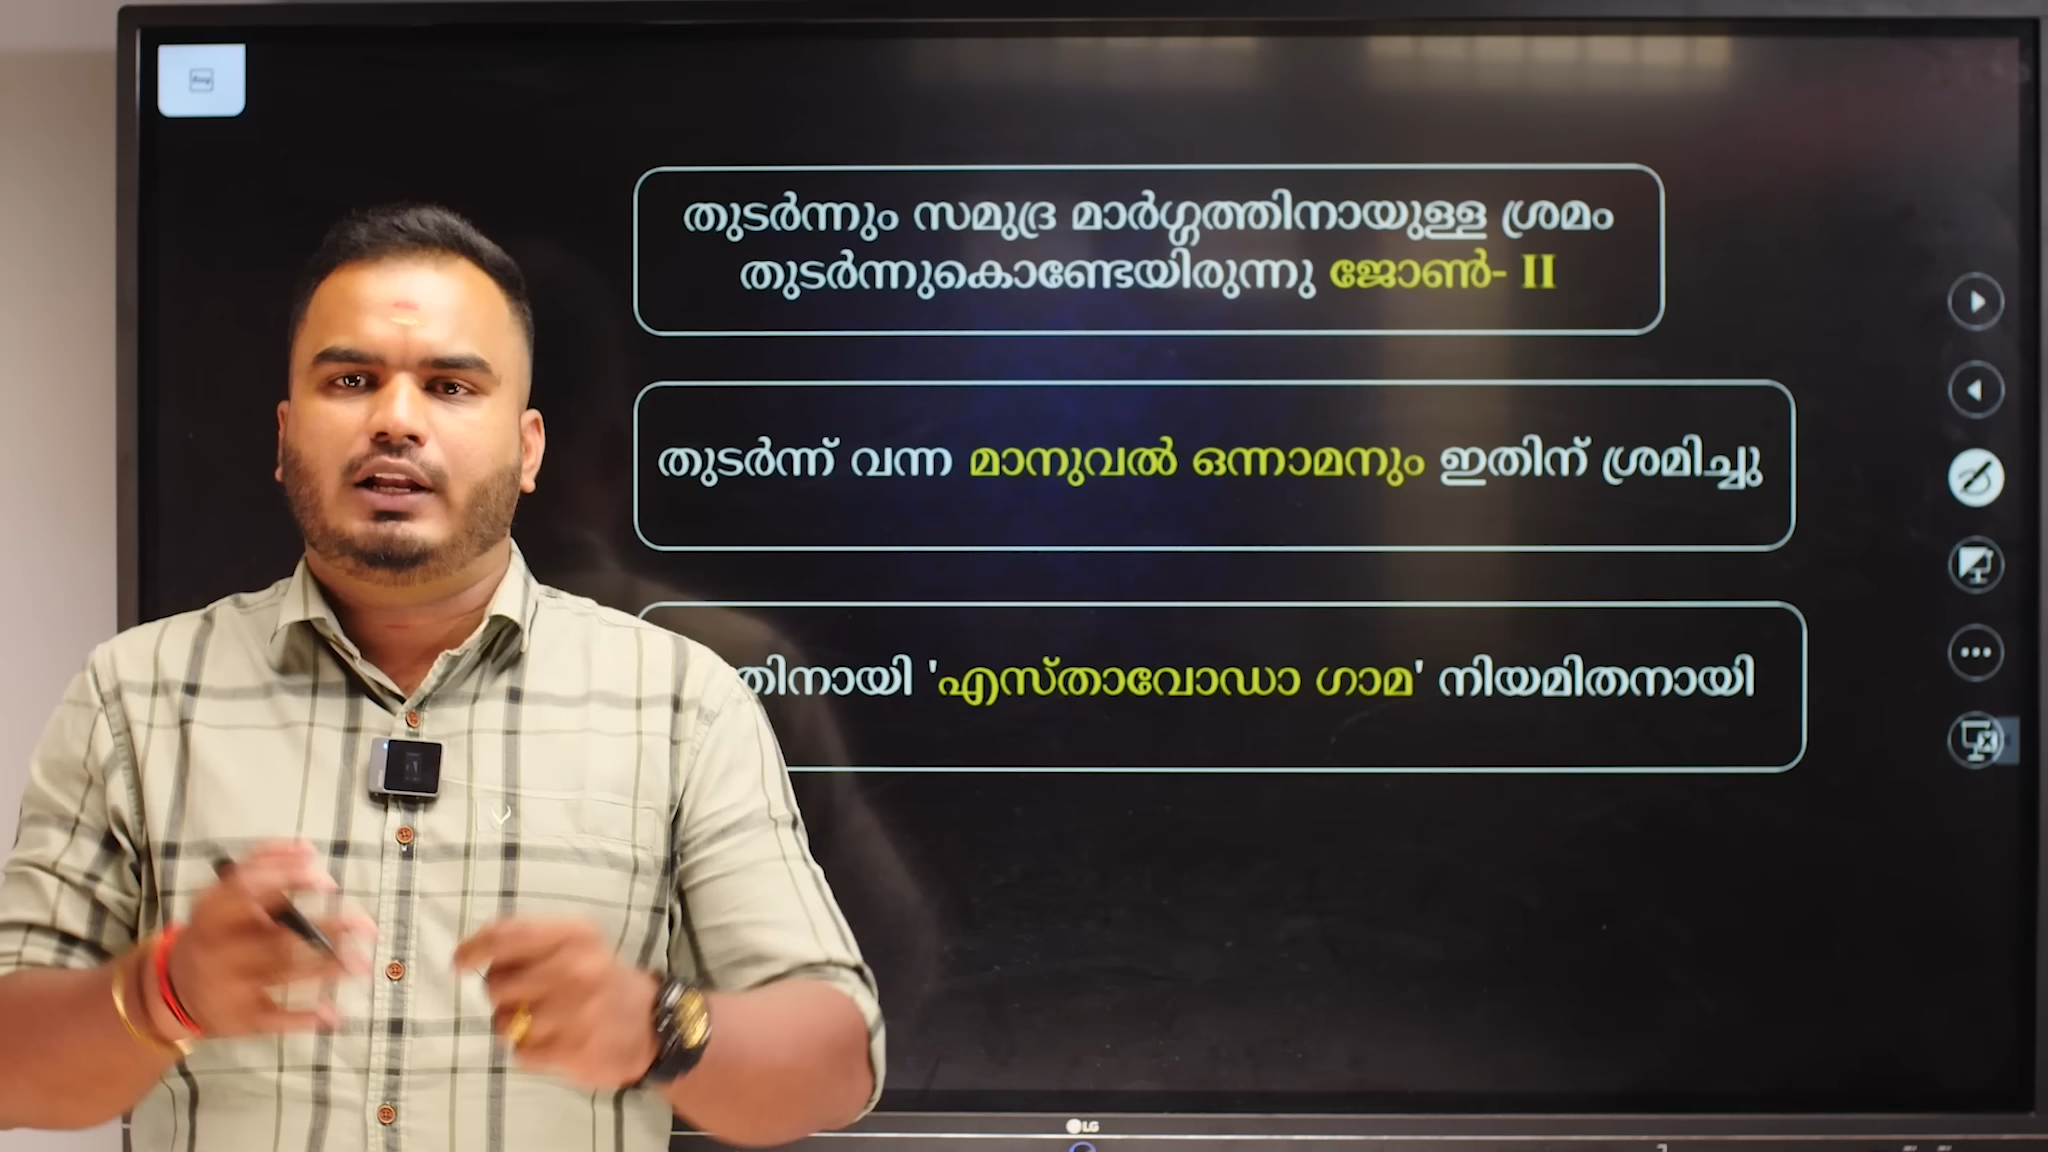 തുടർന്നും സമുദ്ര മാർഗ്ഗത്തിനായുള്ള ശ്രമം
തുടർന്നുകൊണ്ടേയിരുന്നു ജോൺ- II
തുടർന്ന് വന്ന മാനുവൽ ഒന്നാമനും ഇതിന് ശ്രമിച്ചു
'എസ്താവോഡാ ഗാമ' നിയമിതനായി
LG